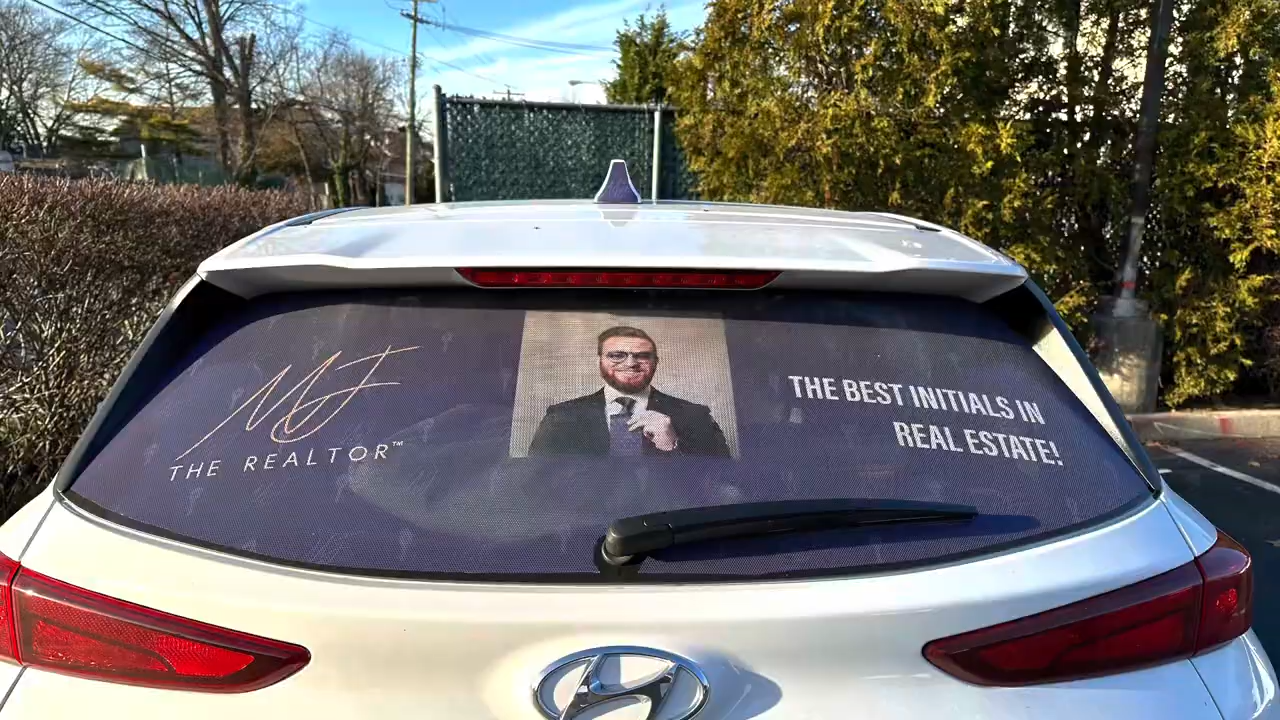 MJ
THE REALTOR™
THE BEST INITIALS IN
REAL ESTATE!